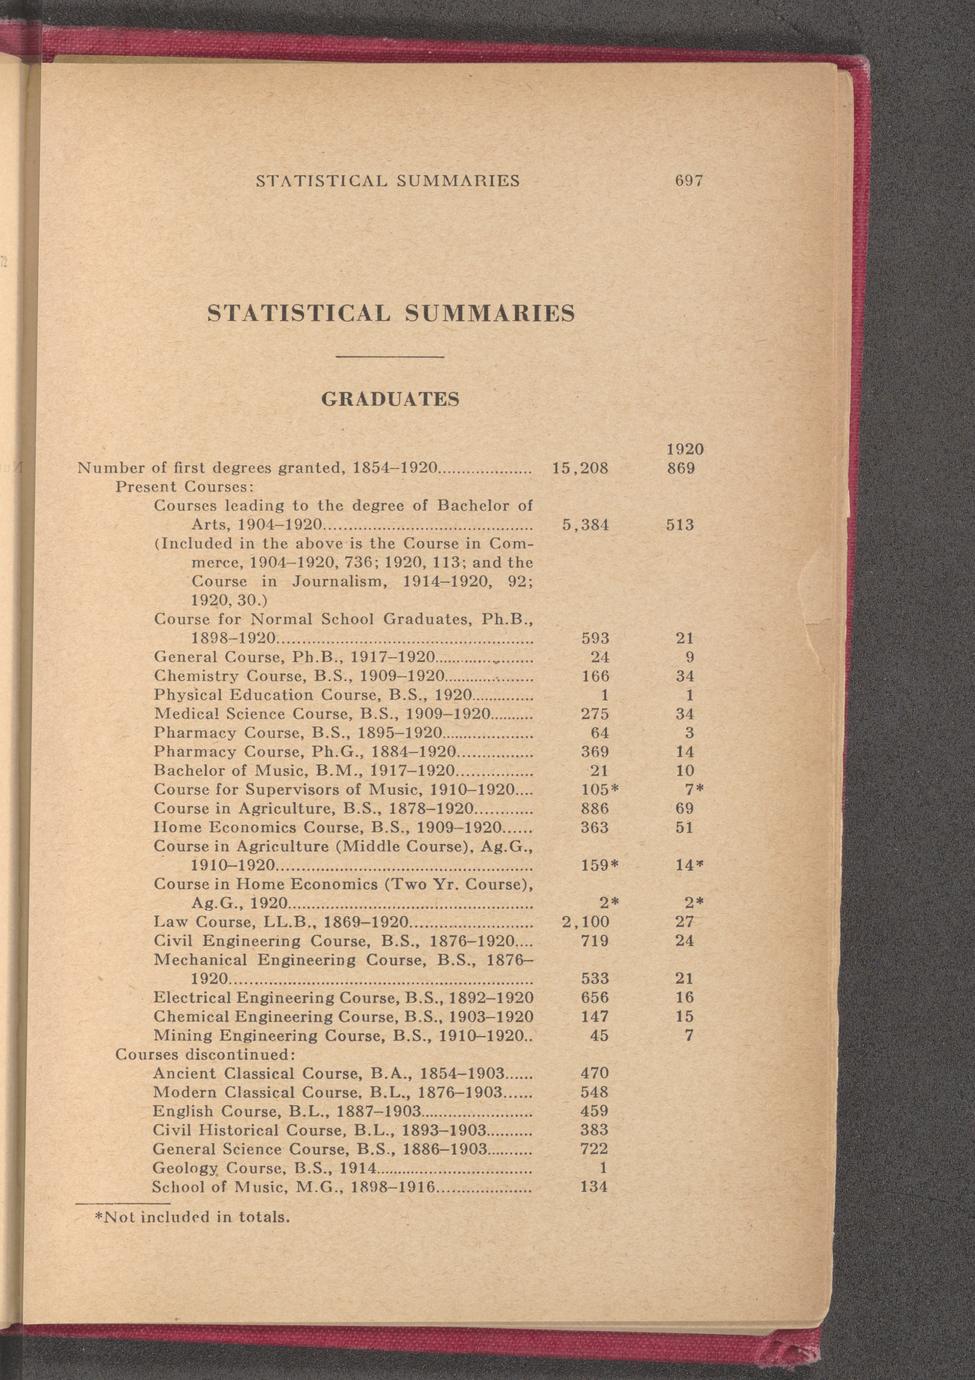 STATISTICAL SUMMARIES 697
STATISTICAL SUMMARIES
GRADUATES
1920
Number of first degrees granted, 1854–1920.................... 15,208 869
Present Courses:
Courses leading to the degree of Bachelor of
Arts, 1904–1920......................................... 5,384 513
(Included in the above is the Course in Com-
merce, 1904–1920, 736; 1920, 113; and the
Course in Journalism, 1914–1920, 92;
1920, 30.)
Course for Normal School Graduates, Ph.B.,
1898–1920.................................................. 593 21
General Course, Ph.B., 1917–1920................... 24 9
Chemistry Course, B.S., 1909–1920................. 166 34
Physical Education Course, B.S., 1920............ 1 1
Medical Science Course, B.S., 1909–1920.......... 275 34
Pharmacy Course, B.S., 1895–1920.................. 64 3
Pharmacy Course, Ph.G., 1884–1920............... 369 14
Bachelor of Music, B.M., 1917–1920............... 21 10
Course for Supervisors of Music, 1910–1920.... 105* 7*
Course in Agriculture, B.S., 1878–1920............ 886 69
Home Economics Course, B.S., 1909–1920...... 363 51
Course in Agriculture (Middle Course), Ag.G.,
1910–1920.................................................. 159* 14*
Course in Home Economics (Two Yr. Course),
Ag.G., 1920................................................ 2* 2*
Law Course, LL.B., 1869–1920........................ 2,100 27
Civil Engineering Course, B.S., 1876–1920.... 719 24
Mechanical Engineering Course, B.S., 1876–
1920........................................................... 533 21
Electrical Engineering Course, B.S., 1892–1920 656 16
Chemical Engineering Course, B.S., 1903–1920 147 15
Mining Engineering Course, B.S., 1910–1920.. 45 7
Courses discontinued:
Ancient Classical Course, B.A., 1854–1903...... 470
Modern Classical Course, B.L., 1876–1903...... 548
English Course, B.L., 1887–1903...................... 459
Civil Historical Course, B.L., 1893–1903......... 383
General Science Course, B.S., 1886–1903......... 722
Geology Course, B.S., 1914.............................. 1
School of Music, M.G., 1898–1916................... 134
*Not included in totals.